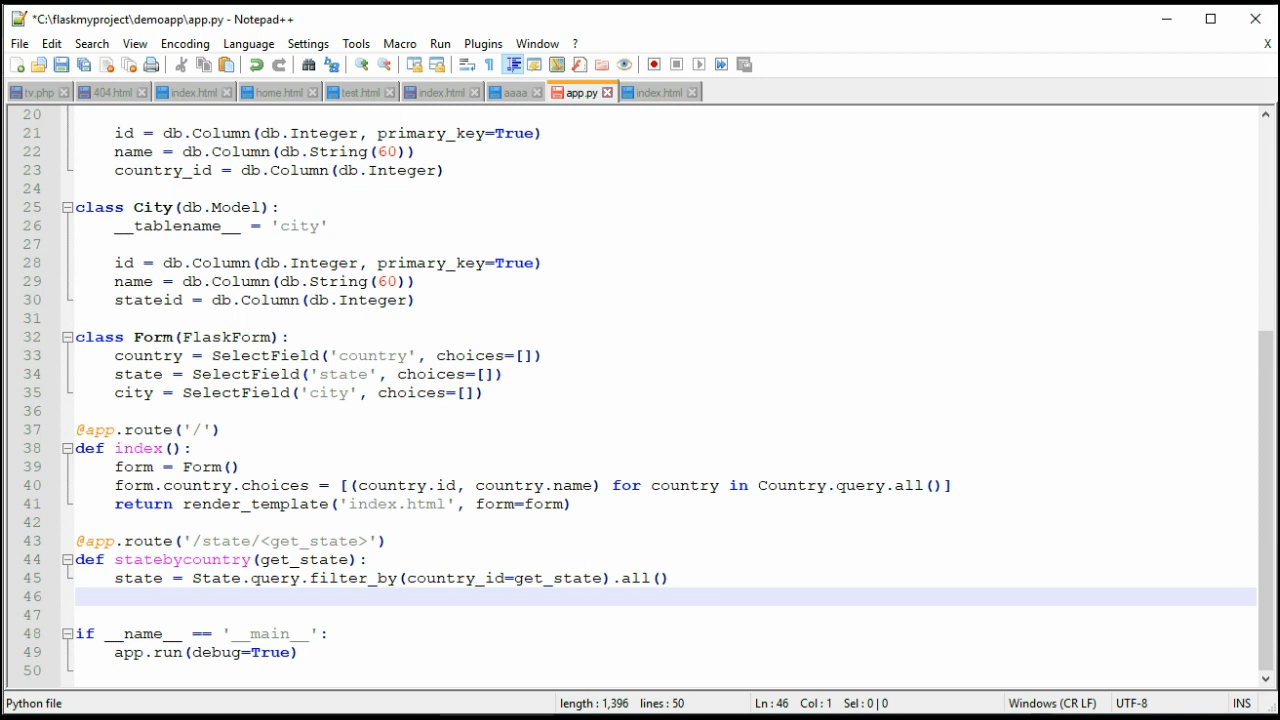 *C:\flaskmyproject\demoapp\app.py - Notepad++
File Edit Search View Encoding Language Settings Tools Macro Run Plugins Window ? X
tv.php 404.html index.html home.html test.html index.html aaaa app.py index.html
20
21 id = db.Column(db.Integer, primary_key=True)
22 name = db.Column(db.String(60))
23 country_id = db.Column(db.Integer)
24
25 class City(db.Model):
26 __tablename__ = 'city'
27
28 id = db.Column(db.Integer, primary_key=True)
29 name = db.Column(db.String(60))
30 stateid = db.Column(db.Integer)
31
32 class Form(FlaskForm):
33 country = SelectField('country', choices=[])
34 state = SelectField('state', choices=[])
35 city = SelectField('city', choices=[])
36
37 @app.route('/')
38 def index():
39 form = Form()
40 form.country.choices = [(country.id, country.name) for country in Country.query.all()]
41 return render_template('index.html', form=form)
42
43 @app.route('/state/<get_state>')
44 def statebycountry(get_state):
45 state = State.query.filter_by(country_id=get_state).all()
46
47
48 if __name__ == '__main__':
49 app.run(debug=True)
50
Python file length : 1,396 lines : 50 Ln : 46 Col : 1 Sel : 0 | 0 Windows (CR LF) UTF-8 INS